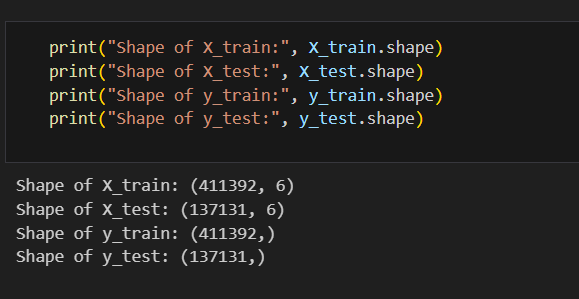 print("Shape of X_train:", X_train.shape)
print("Shape of X_test:", X_test.shape)
print("Shape of y_train:", y_train.shape)
print("Shape of y_test:", y_test.shape)
Shape of X_train: (411392, 6)
Shape of X_test: (137131, 6)
Shape of y_train: (411392,)
Shape of y_test: (137131,)